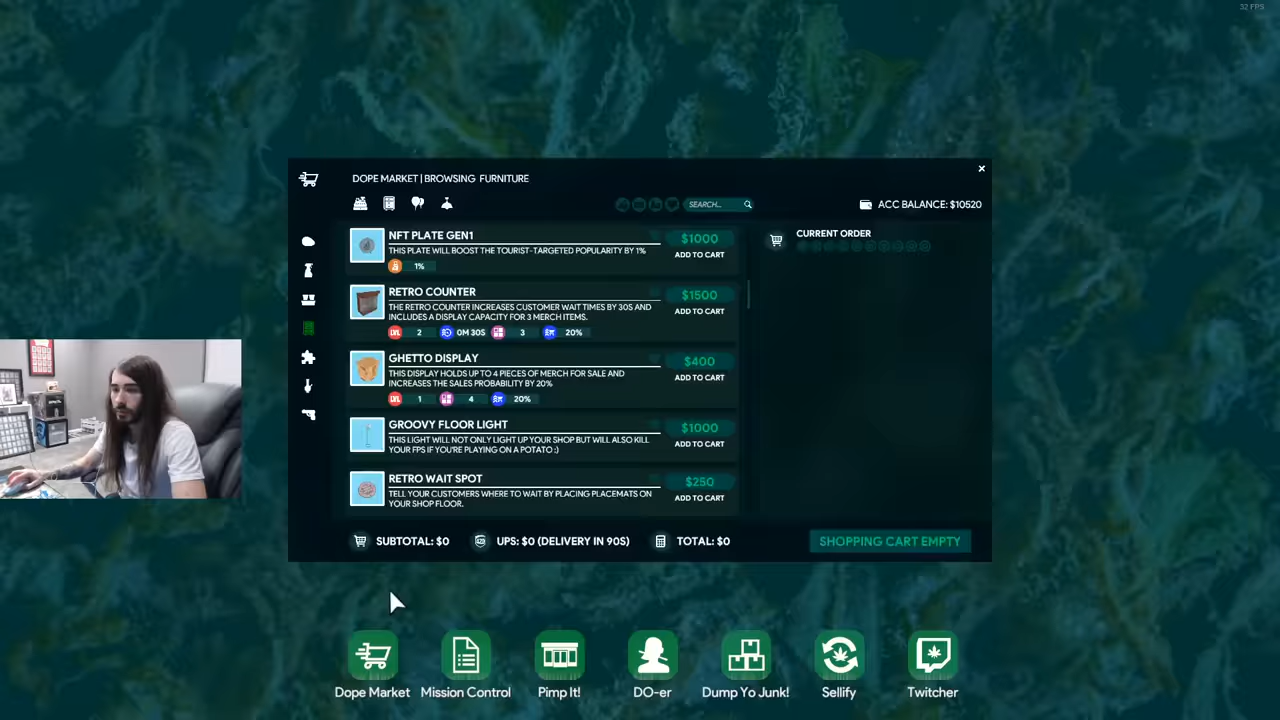 32 FPS
DOPE MARKET | BROWSING FURNITURE
SEARCH...
ACC BALANCE: $10520
NFT PLATE GEN1
THIS PLATE WILL BOOST THE TOURIST-TARGETED POPULARITY BY 1%
1%
$1000
ADD TO CART
RETRO COUNTER
THE RETRO COUNTER INCREASES CUSTOMER WAIT TIMES BY 30S AND
INCLUDES A DISPLAY CAPACITY FOR 3 MERCH ITEMS.
LVL 2 0M 30S 3 20%
$1500
ADD TO CART
GHETTO DISPLAY
THIS DISPLAY HOLDS UP TO 4 PIECES OF MERCH FOR SALE AND
INCREASES THE SALES PROBABILITY BY 20%
LVL 1 4 20%
$400
ADD TO CART
GROOVY FLOOR LIGHT
THIS LIGHT WILL NOT ONLY LIGHT UP YOUR SHOP BUT WILL ALSO KILL
YOUR FPS IF YOU'RE PLAYING ON A POTATO :)
$1000
ADD TO CART
RETRO WAIT SPOT
TELL YOUR CUSTOMERS WHERE TO WAIT BY PLACING PLACEMATS ON
YOUR SHOP FLOOR.
$250
ADD TO CART
CURRENT ORDER
SUBTOTAL: $0
UPS: $0 (DELIVERY IN 90S)
TOTAL: $0
SHOPPING CART EMPTY
Dope Market
Mission Control
Pimp It!
DO-er
Dump Yo Junk!
Sellify
Twitcher